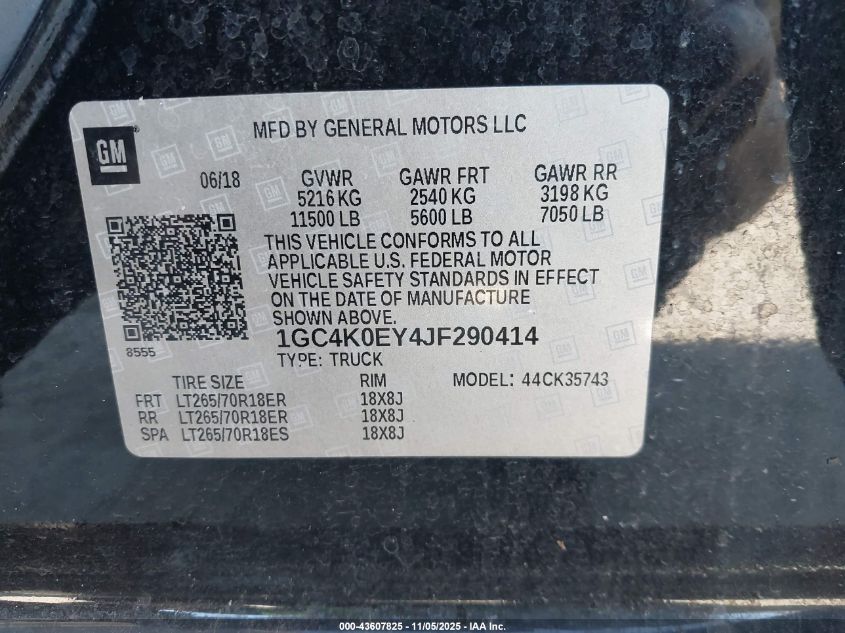 MFD BY GENERAL MOTORS LLC
GM
06/18 GVWR GAWR FRT GAWR RR
5216 KG 2540 KG 3198 KG
11500 LB 5600 LB 7050 LB
THIS VEHICLE CONFORMS TO ALL
APPLICABLE U.S. FEDERAL MOTOR
VEHICLE SAFETY STANDARDS IN EFFECT
ON THE DATE OF MANUFACTURE
SHOWN ABOVE.
8555
1GC4K0EY4JF290414
TYPE: TRUCK
TIRE SIZE RIM MODEL: 44CK35743
FRT LT265/70R18ER 18X8J
RR LT265/70R18ER 18X8J
SPA LT265/70R18ES 18X8J
000-43607825 - 11/05/2025 - IAA Inc.